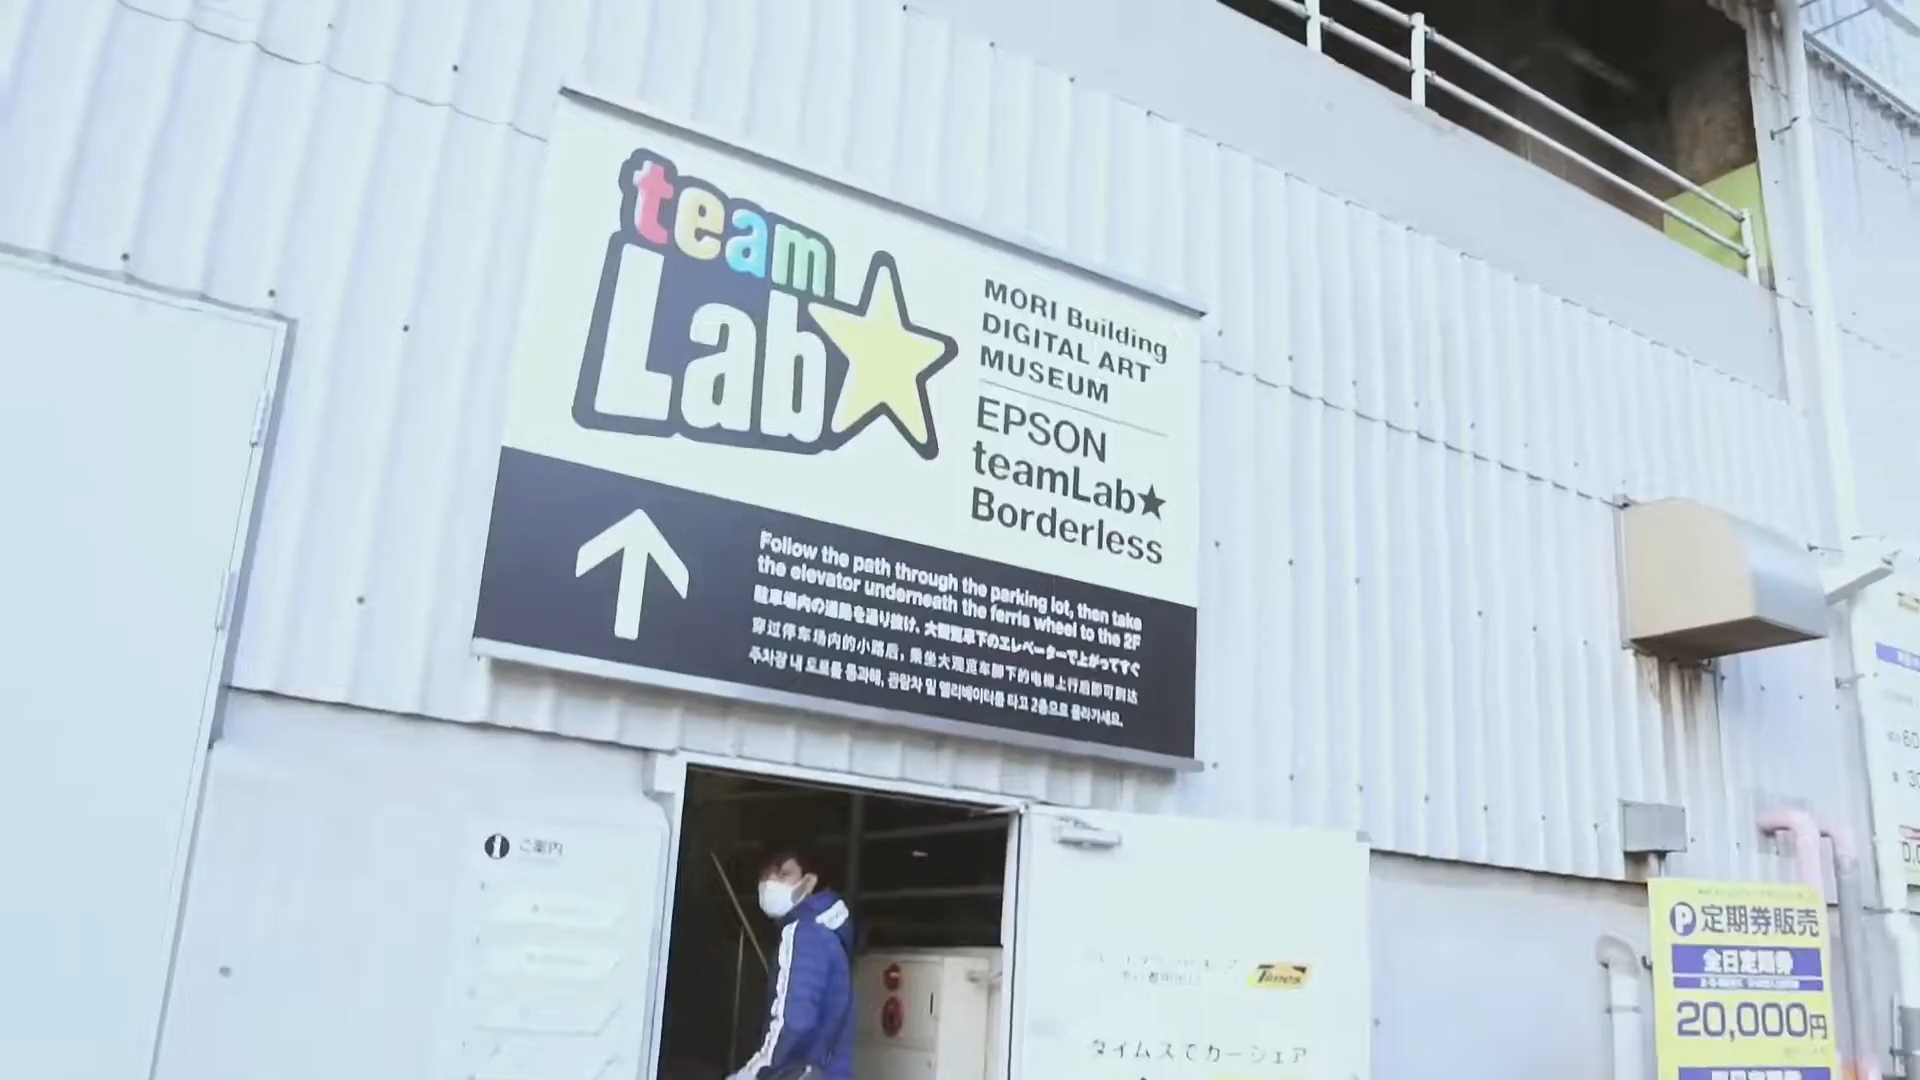 team
Lab★
MORI Building
DIGITAL ART
MUSEUM
EPSON
teamLab★
Borderless
Follow the path through the parking lot, then take
the elevator underneath the ferris wheel to the 2F
駐車場内の通路を通り抜け、大観覧車下のエレベーターで上がってすぐ
穿过停车场内的小路后，乘坐大观览车脚下的电梯上行后即可到达
주차장 내 도로를 통과해, 관람차 밑 엘리베이터를 타고 2층으로 올라가세요.
ご案内
Times
タイムズでカーシェア
P 定期券販売
全日定期券
20,000円